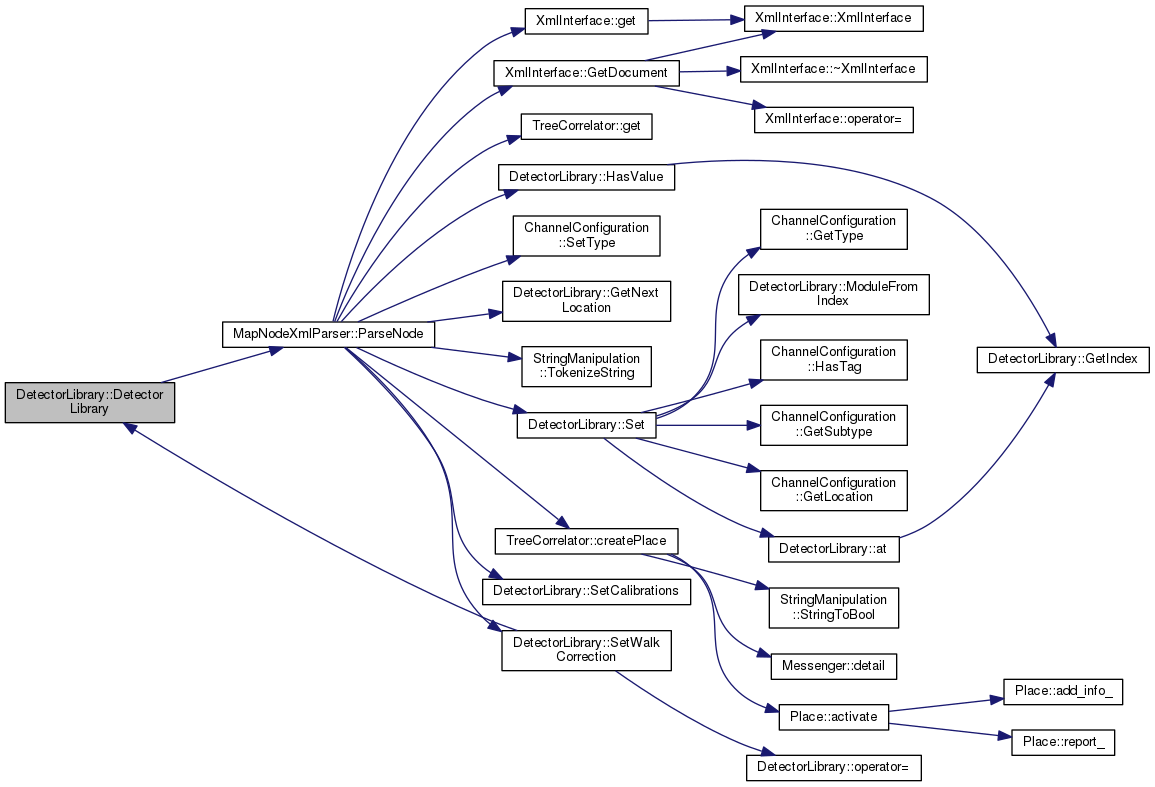 DetectorLibrary::Detector
Library
MapNodeXmlParser::ParseNode
XmlInterface::get
XmlInterface::GetDocument
TreeCorrelator::get
DetectorLibrary::HasValue
ChannelConfiguration
::SetType
DetectorLibrary::GetNext
Location
StringManipulation
::TokenizeString
DetectorLibrary::Set
TreeCorrelator::createPlace
DetectorLibrary::SetCalibrations
DetectorLibrary::SetWalk
Correction
XmlInterface::XmlInterface
XmlInterface::~XmlInterface
XmlInterface::operator=
ChannelConfiguration
::GetType
DetectorLibrary::ModuleFrom
Index
ChannelConfiguration
::HasTag
ChannelConfiguration
::GetSubtype
ChannelConfiguration
::GetLocation
DetectorLibrary::at
StringManipulation
::StringToBool
Messenger::detail
Place::activate
DetectorLibrary::operator=
DetectorLibrary::GetIndex
Place::add_info_
Place::report_